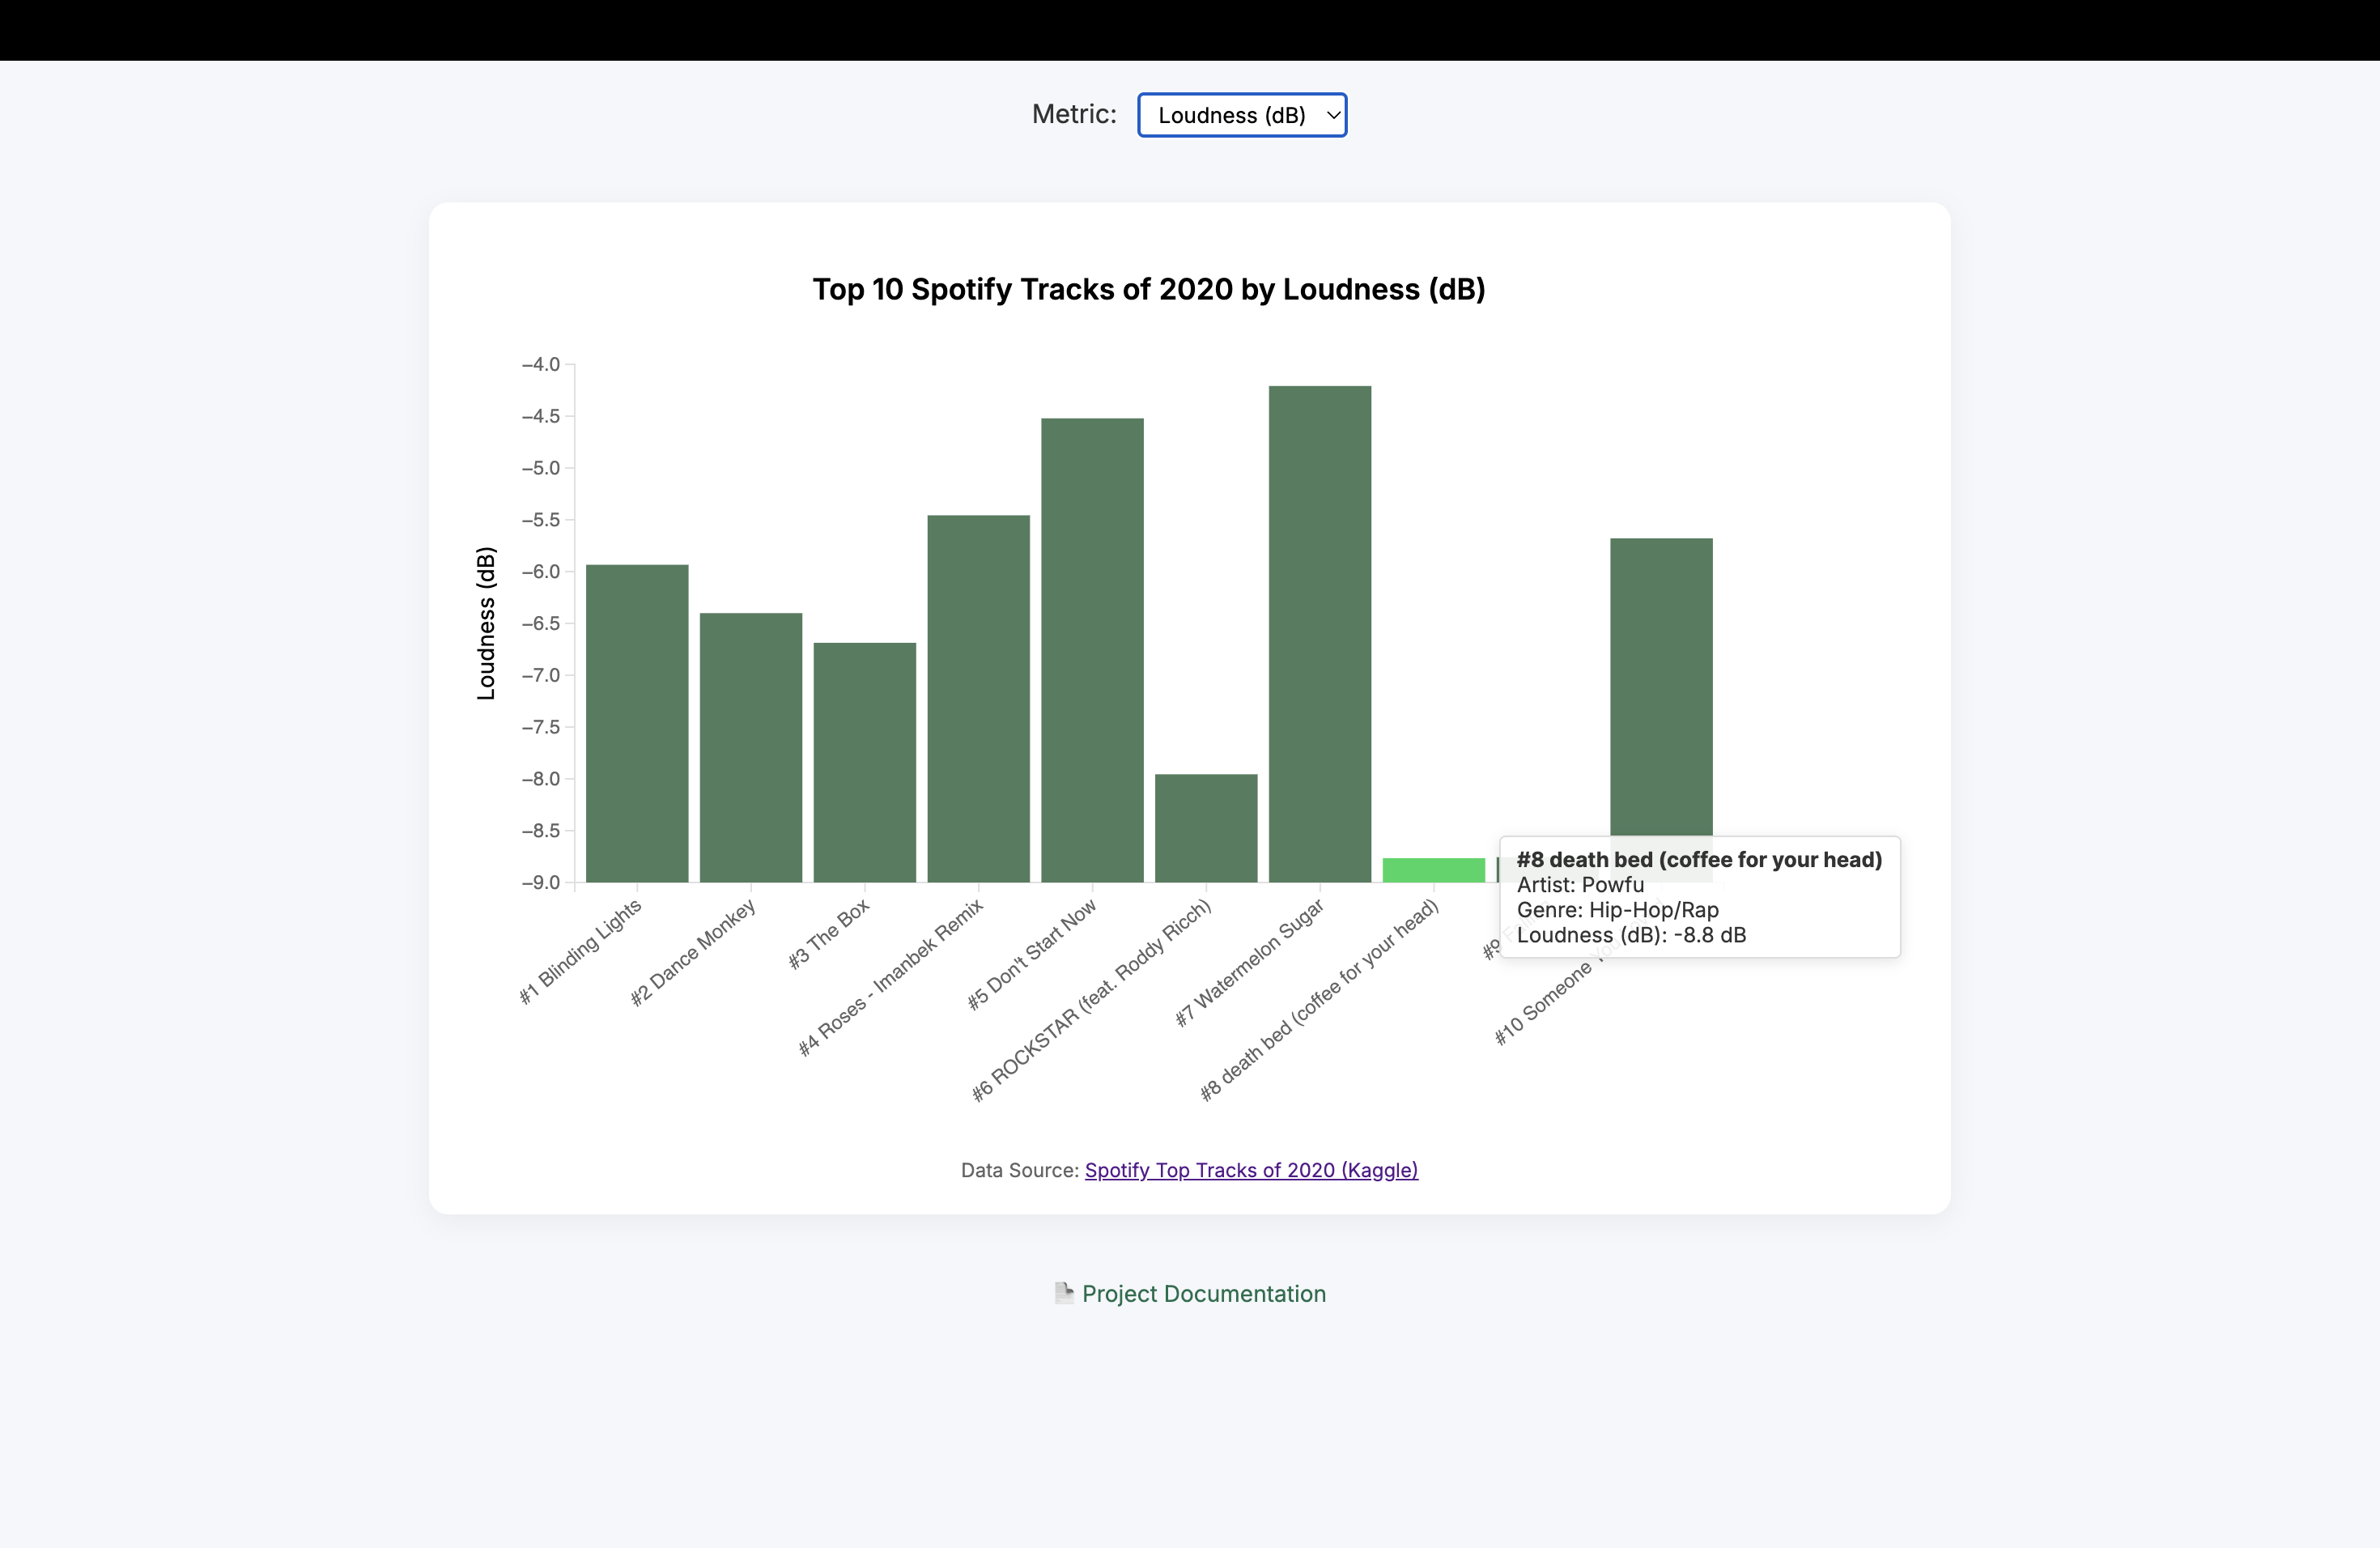 Metric: Loudness (dB)
Top 10 Spotify Tracks of 2020 by Loudness (dB)
Loudness (dB)
–4.0
–4.5
–5.0
–5.5
–6.0
–6.5
–7.0
–7.5
–8.0
–8.5
–9.0
#1 Blinding Lights
#2 Dance Monkey
#3 The Box
#4 Roses - Imanbek Remix
#5 Don't Start Now
#6 ROCKSTAR (feat. Roddy Ricch)
#7 Watermelon Sugar
#8 death bed (coffee for your head)
#9
#10 Someone
#8 death bed (coffee for your head)
Artist: Powfu
Genre: Hip-Hop/Rap
Loudness (dB): -8.8 dB
Data Source: Spotify Top Tracks of 2020 (Kaggle)
Project Documentation